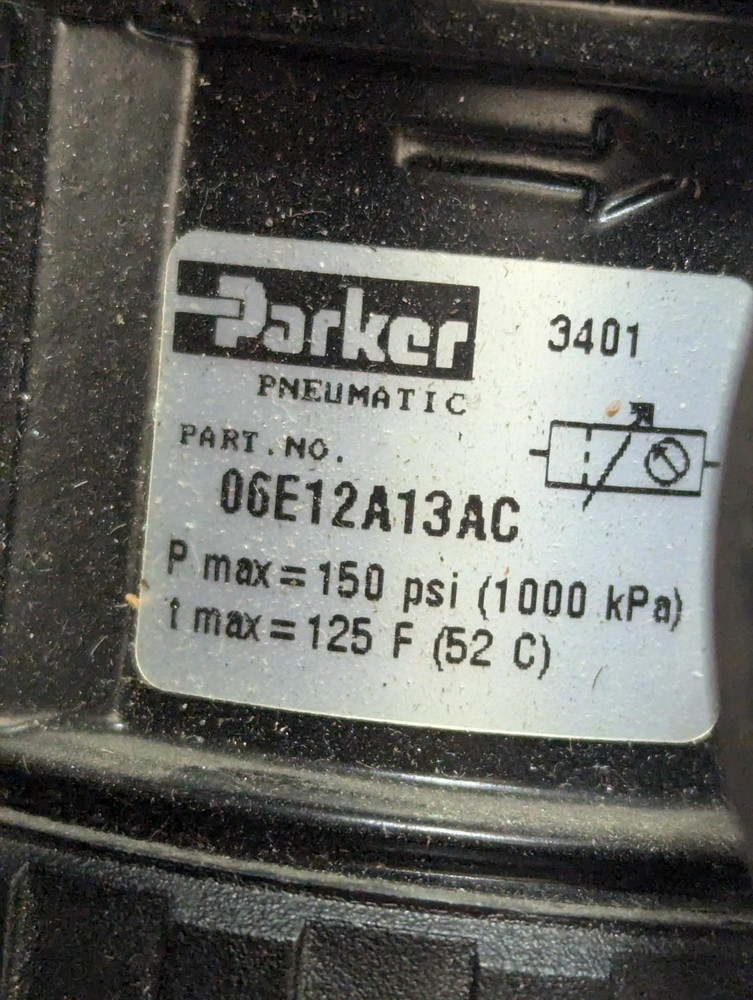 Parker
3401
PNEUMATIC
PART.NO.
06E12A13AC
P max = 150 psi (1000 kPa)
t max = 125 F (52 C)